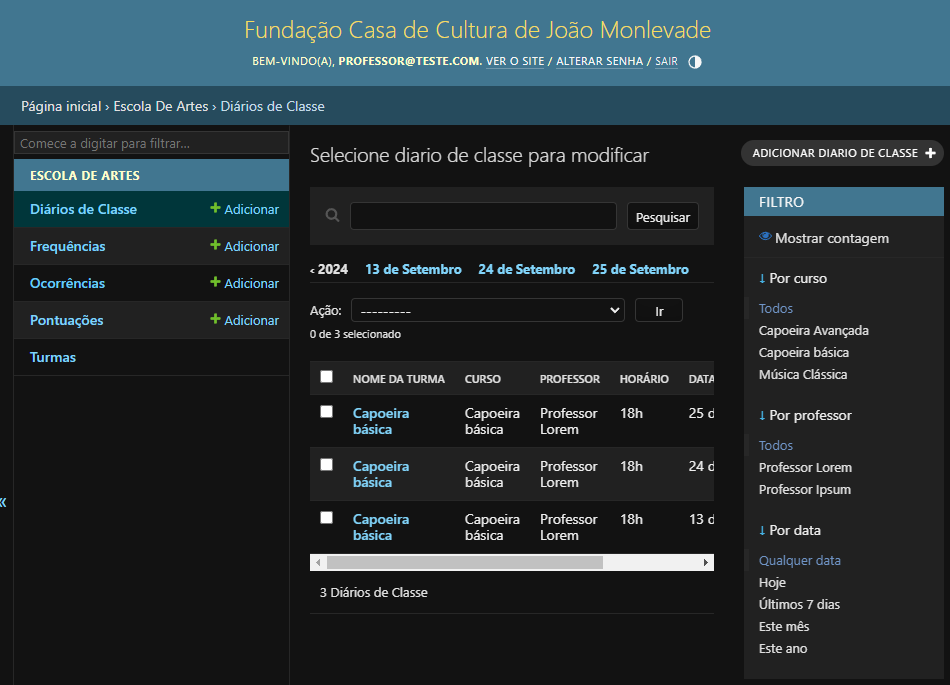 Fundação Casa de Cultura de João Monlevade
BEM-VINDO(A), PROFESSOR@TESTE.COM. VER O SITE / ALTERAR SENHA / SAIR
Página inicial › Escola De Artes › Diários de Classe
Comece a digitar para filtrar...
ESCOLA DE ARTES
Diários de Classe + Adicionar
Frequências + Adicionar
Ocorrências + Adicionar
Pontuações + Adicionar
Turmas
«
Selecione diario de classe para modificar
ADICIONAR DIARIO DE CLASSE +
Pesquisar
‹ 2024 13 de Setembro 24 de Setembro 25 de Setembro
Ação: --------- Ir
0 de 3 selecionado
NOME DA TURMA CURSO PROFESSOR HORÁRIO DATA
Capoeira básica Capoeira básica Professor Lorem 18h 25 d
Capoeira básica Capoeira básica Professor Lorem 18h 24 d
Capoeira básica Capoeira básica Professor Lorem 18h 13 d
3 Diários de Classe
FILTRO
Mostrar contagem
↓ Por curso
Todos
Capoeira Avançada
Capoeira básica
Música Clássica
↓ Por professor
Todos
Professor Lorem
Professor Ipsum
↓ Por data
Qualquer data
Hoje
Últimos 7 dias
Este mês
Este ano